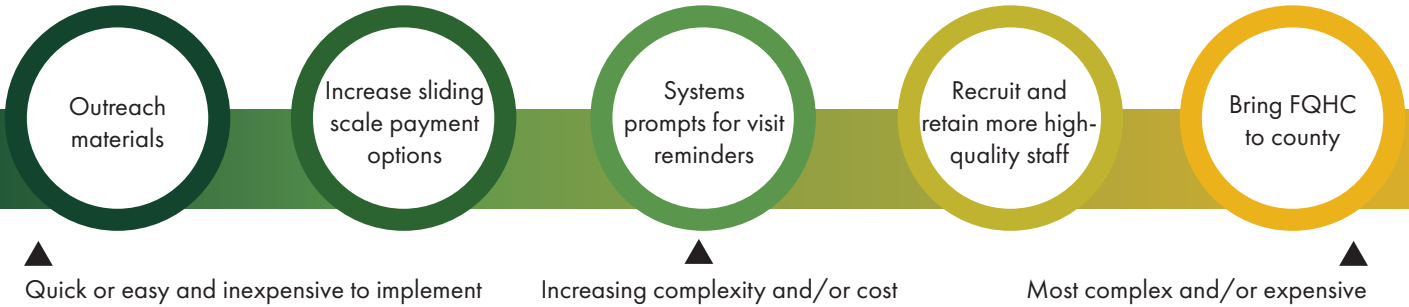 Outreach
materials
Increase sliding
scale payment
options
Systems
prompts for visit
reminders
Recruit and
retain more high-
quality staff
Bring FQHC
to county
Quick or easy and inexpensive to implement
Increasing complexity and/or cost
Most complex and/or expensive